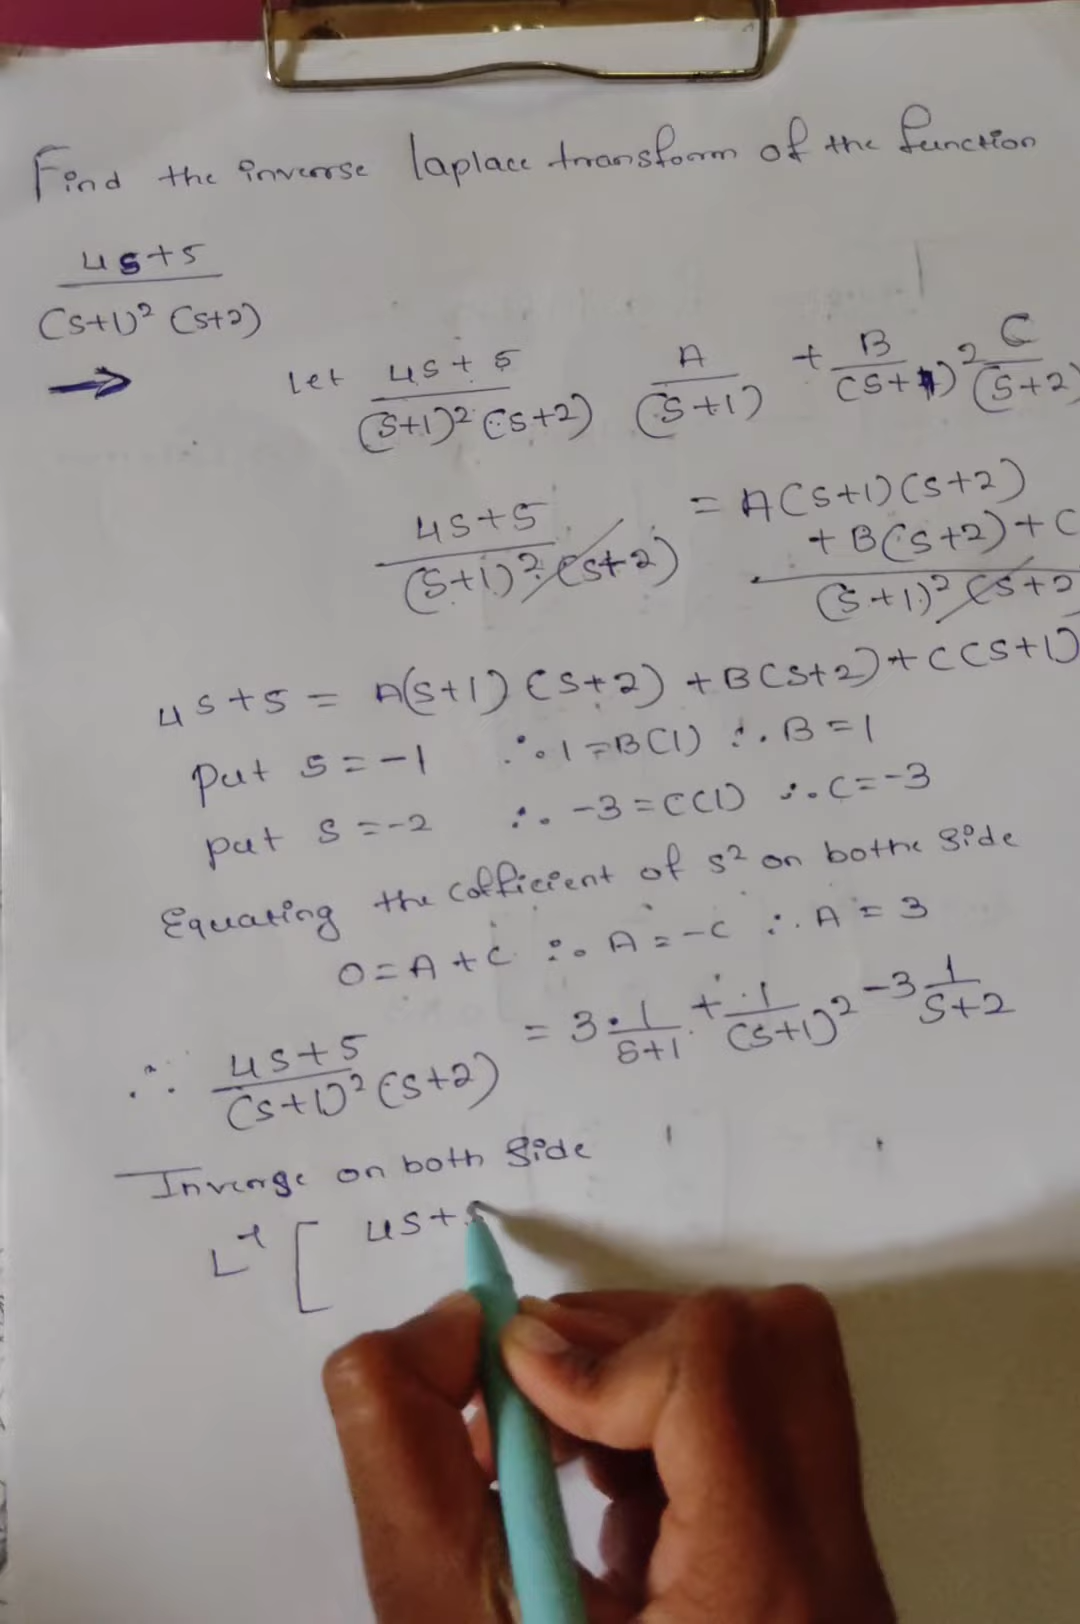 Find the inverse laplace transform of the function
4s+5
(s+1)² (s+2)
→ Let 4s+5 A + B C
(s+1)² (s+2) (s+1) (s+1)² (s+2)
4s+5 = A(s+1)(s+2)
+ B(s+2) + C
(s+1)² (s+2) (s+1)² (s+2
4s+5 = A(s+1) (s+2) + B(s+2) + C(s+1)
put s=-1 ∴ 1=B(1) ∴ B=1
put s=-2 ∴ -3=C(1) ∴ C=-3
Equating the cofficient of s² on bothe side
0=A+C ∴ A=-C ∴ A=3
∴ 4s+5 = 3·1 + ·1 -3 1
(s+1)² (s+2) s+1 (s+1)² s+2
Inverse on both side
L⁻¹ [ 4s+5